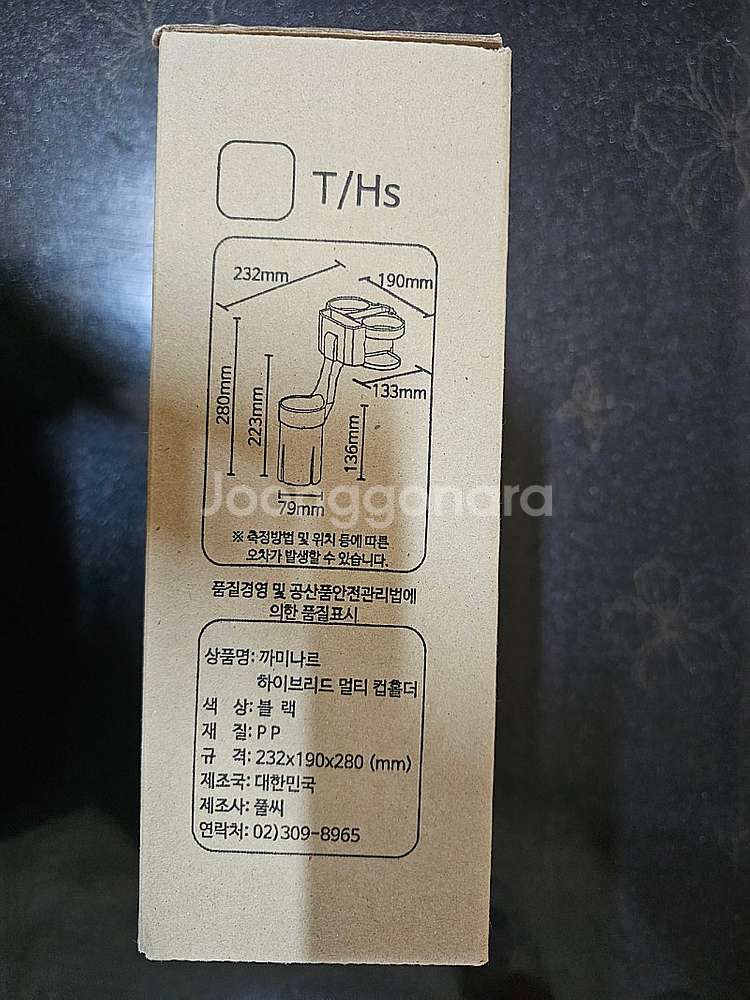 T/Hs
232mm
190mm
280mm
223mm
133mm
136mm
79mm
Joonggonara
※ 측정방법 및 위치 등에 따른
오차가 발생할 수 있습니다.
품질경영 및 공산품안전관리법에
의한 품질표시
상품명: 까미나르
하이브리드 멀티 컵홀더
색 상: 블 랙
재 질: P P
규 격: 232x190x280 (mm)
제조국: 대한민국
제조사: 풀씨
연락처: 02)309-8965